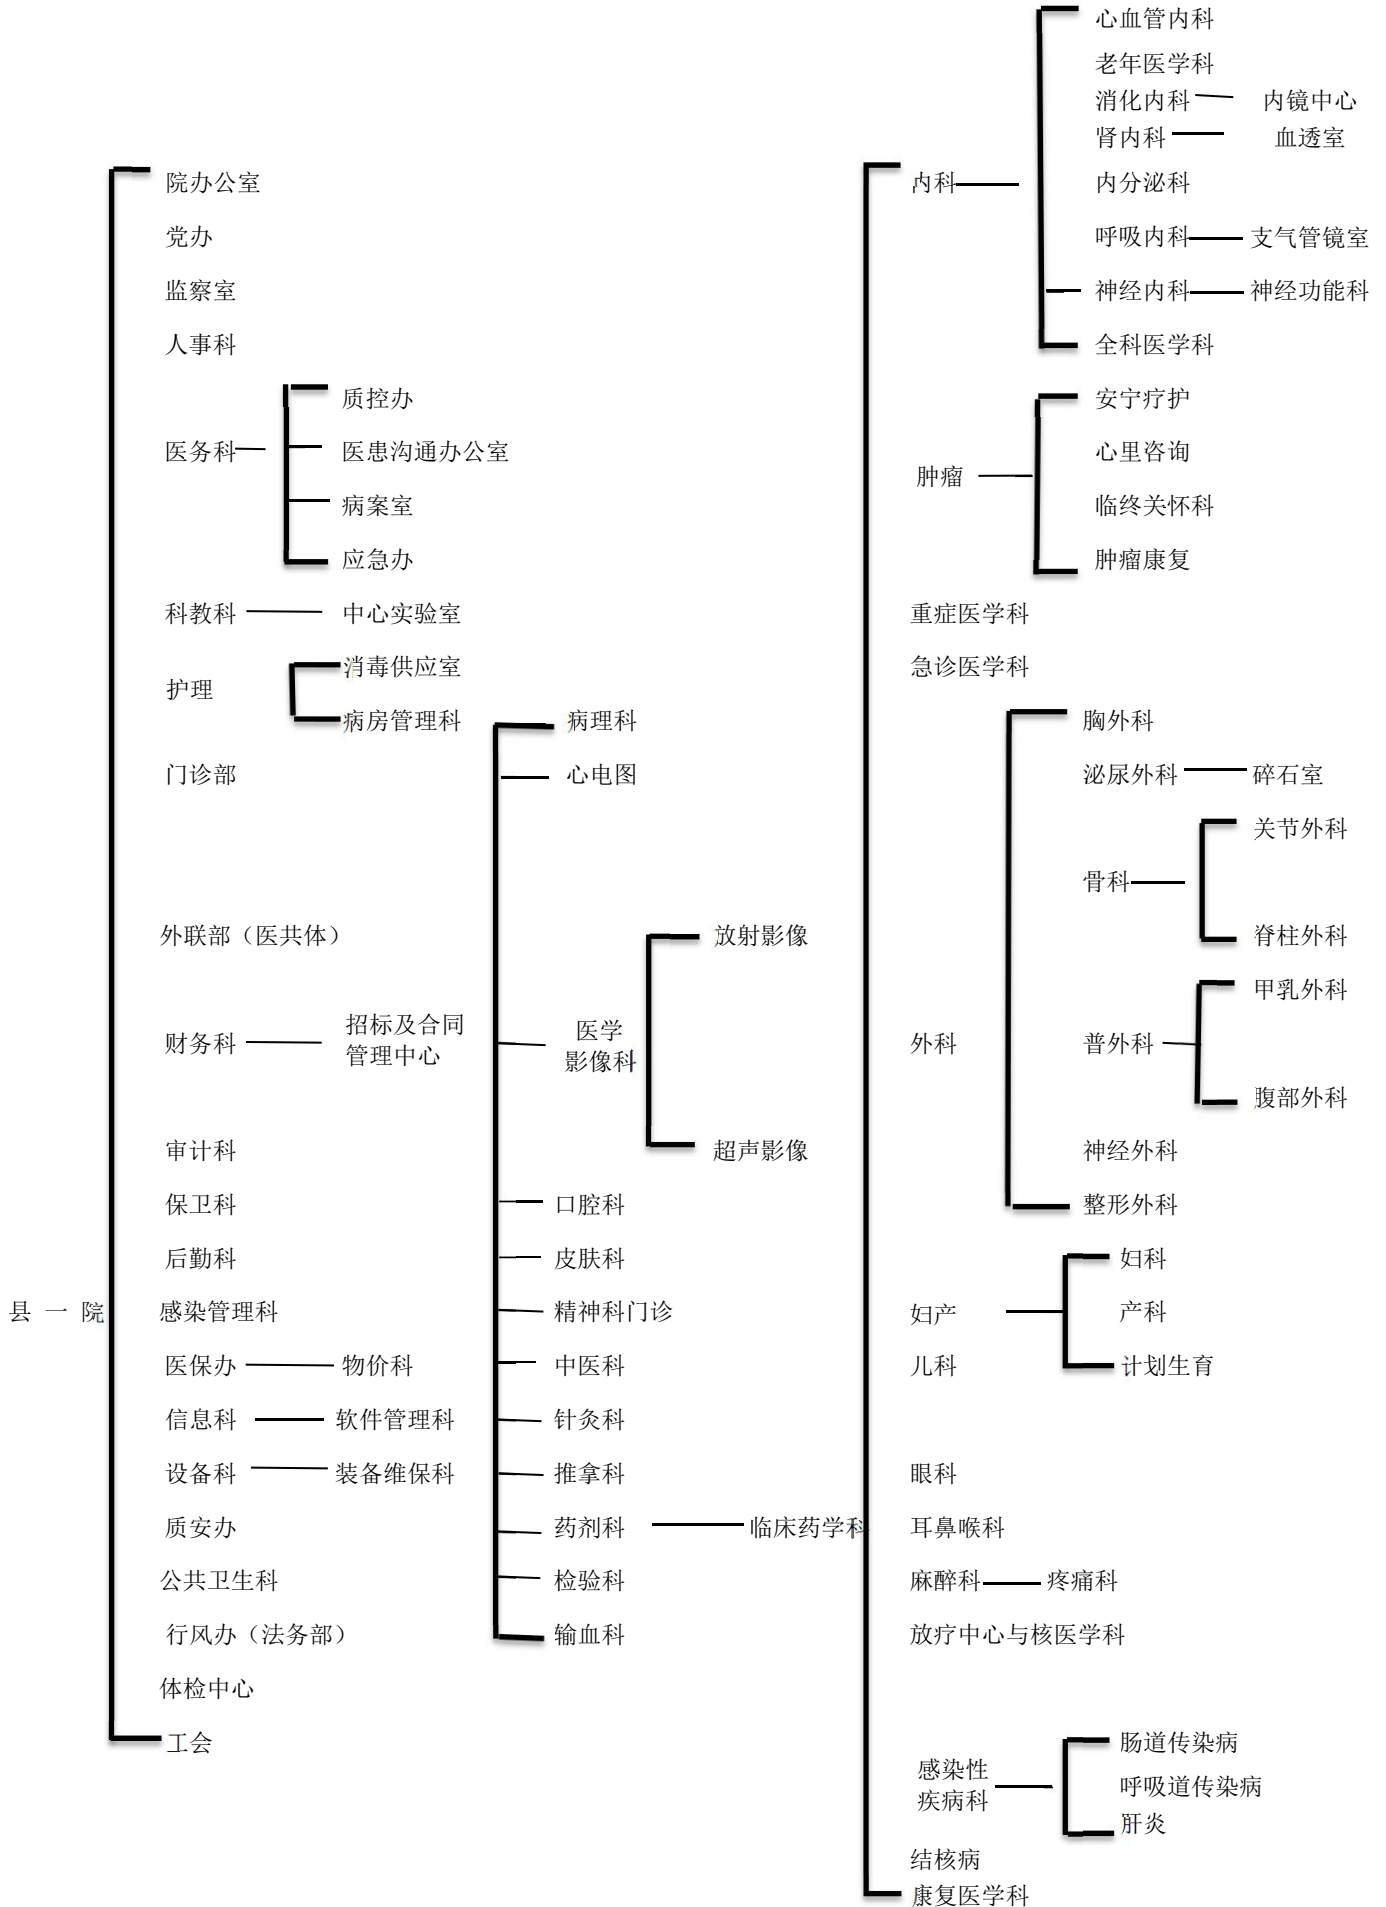 县一院
院办公室
党办
监察室
人事科
医务科
质控办
医患沟通办公室
病案室
应急办
科教科
中心实验室
护理
消毒供应室
病房管理科
门诊部
外联部（医共体）
财务科
招标及合同
管理中心
审计科
保卫科
后勤科
感染管理科
医保办
物价科
信息科
软件管理科
设备科
装备维保科
质安办
公共卫生科
行风办（法务部）
体检中心
工会
病理科
心电图
医学
影像科
放射影像
超声影像
口腔科
皮肤科
精神科门诊
中医科
针灸科
推拿科
药剂科
临床药学科
检验科
输血科
内科
心血管内科
老年医学科
消化内科
内镜中心
肾内科
血透室
内分泌科
呼吸内科
支气管镜室
神经内科
神经功能科
全科医学科
肿瘤
安宁疗护
心里咨询
临终关怀科
肿瘤康复
重症医学科
急诊医学科
外科
胸外科
泌尿外科
碎石室
骨科
关节外科
脊柱外科
普外科
甲乳外科
腹部外科
神经外科
整形外科
妇产
妇科
产科
计划生育
儿科
眼科
耳鼻喉科
麻醉科
疼痛科
放疗中心与核医学科
感染性
疾病科
肠道传染病
呼吸道传染病
肝炎
结核病
康复医学科